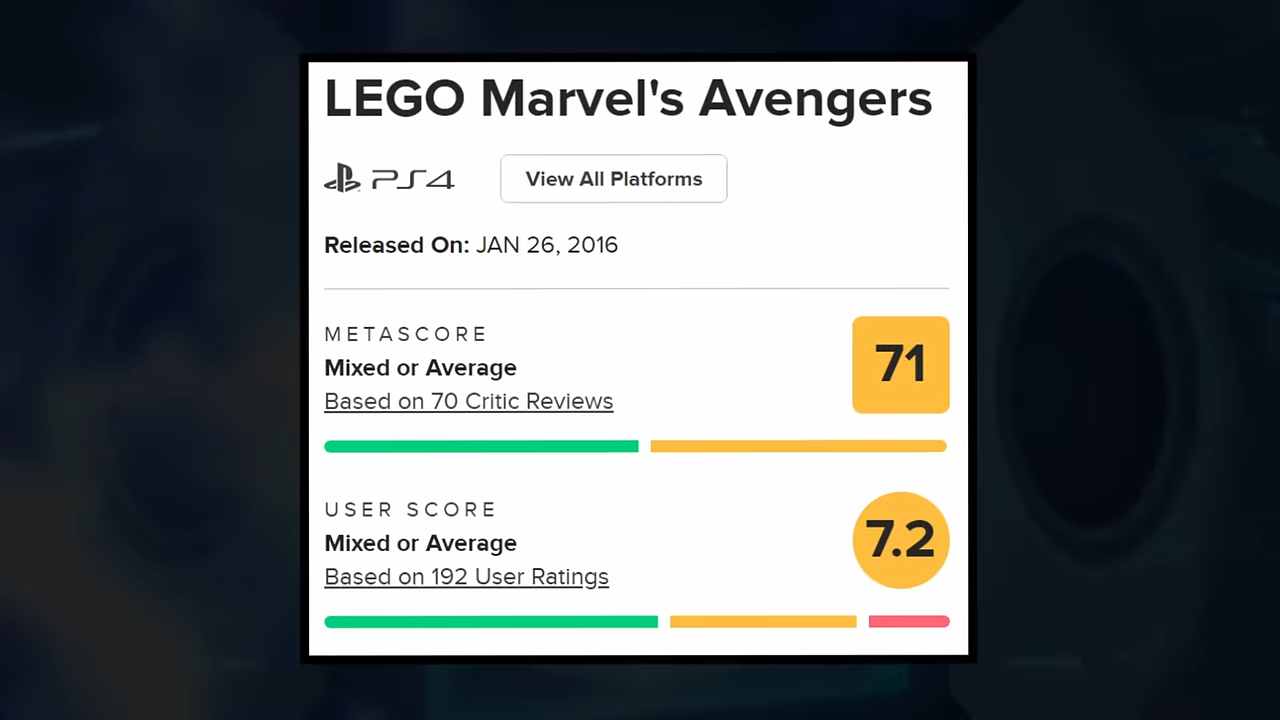 LEGO Marvel's Avengers
PS4
View All Platforms
Released On: JAN 26, 2016
METASCORE
Mixed or Average
71
Based on 70 Critic Reviews
USER SCORE
Mixed or Average
7.2
Based on 192 User Ratings